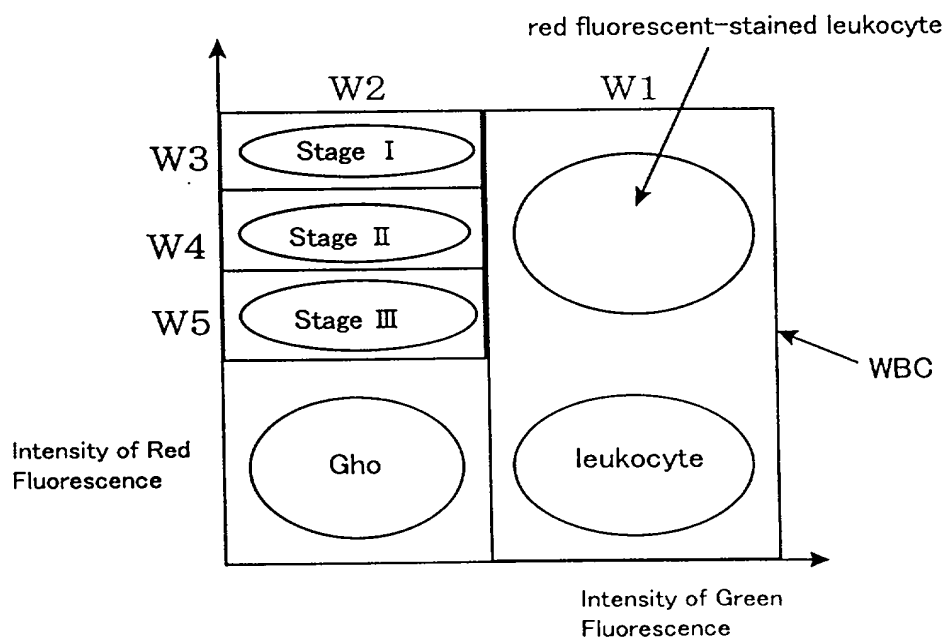 red fluorescent-stained leukocyte
W2
W1
W3
Stage Ⅰ
W4
Stage Ⅱ
W5
Stage Ⅲ
WBC
Intensity of Red
Fluorescence
Gho
leukocyte
Intensity of Green
Fluorescence